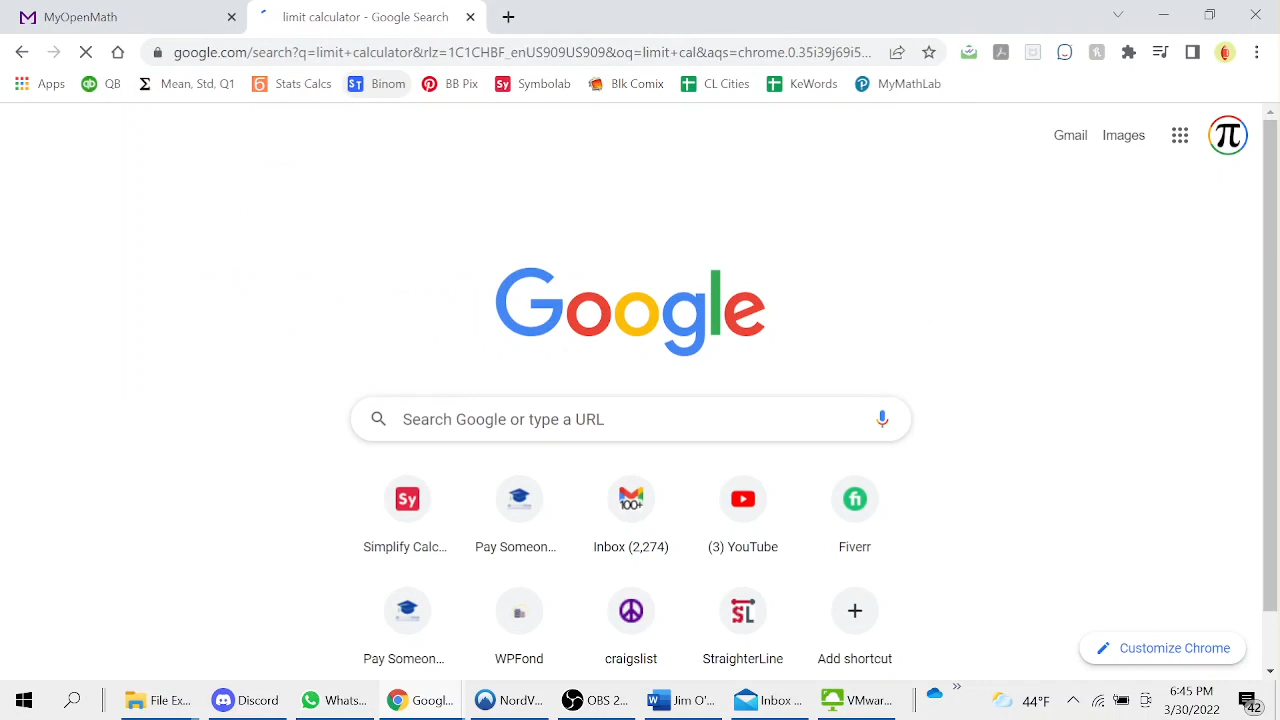 MyOpenMath
limit calculator - Google Search
google.com/search?q=limit+calculator&rlz=1C1CHBF_enUS909US909&oq=limit+cal&aqs=chrome.0.35i39j69i5...
Apps QB Mean, Std, Q1 Stats Calcs Binom BB Pix Symbolab Blk Comix CL Cities KeWords MyMathLab
Gmail Images
Google
Search Google or type a URL
Simplify Calc... Pay Someon... Inbox (2,274) (3) YouTube Fiverr
Pay Someon... WPFond craigslist StraighterLine Add shortcut
Customize Chrome
File Ex... Discord Whats... Goog... NordV... OBS 2... Jim O'... Inbox ... VMwar... 44°F 6:45 PM
3/30/2022 42